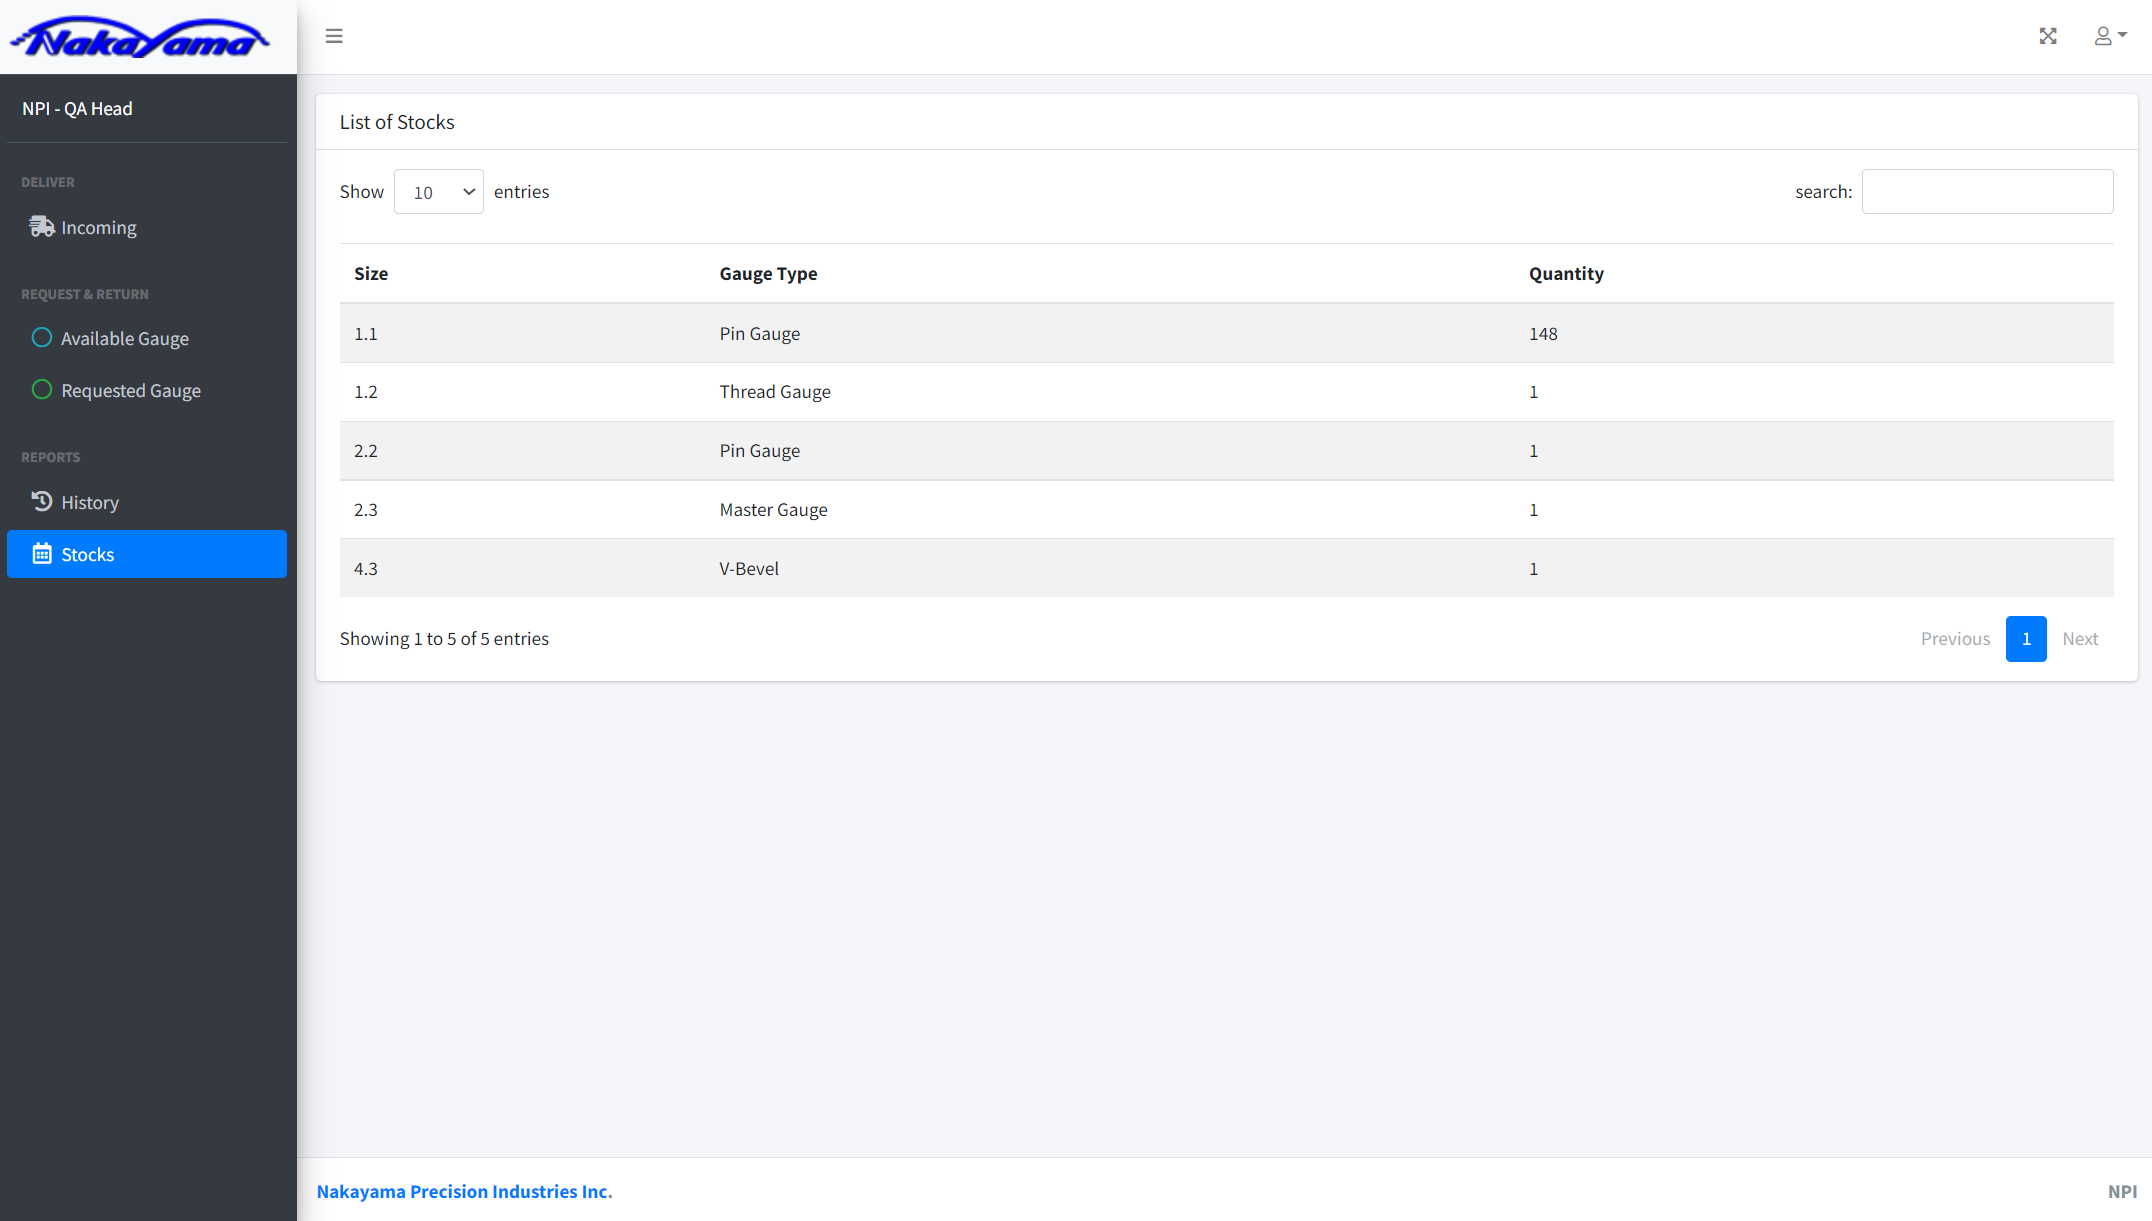 Nakayama
NPI - QA Head
DELIVER
Incoming
REQUEST & RETURN
Available Gauge
Requested Gauge
REPORTS
History
Stocks
List of Stocks
Show 10 entries
search:
Size Gauge Type Quantity
1.1 Pin Gauge 148
1.2 Thread Gauge 1
2.2 Pin Gauge 1
2.3 Master Gauge 1
4.3 V-Bevel 1
Showing 1 to 5 of 5 entries
Previous 1 Next
Nakayama Precision Industries Inc.
NPI